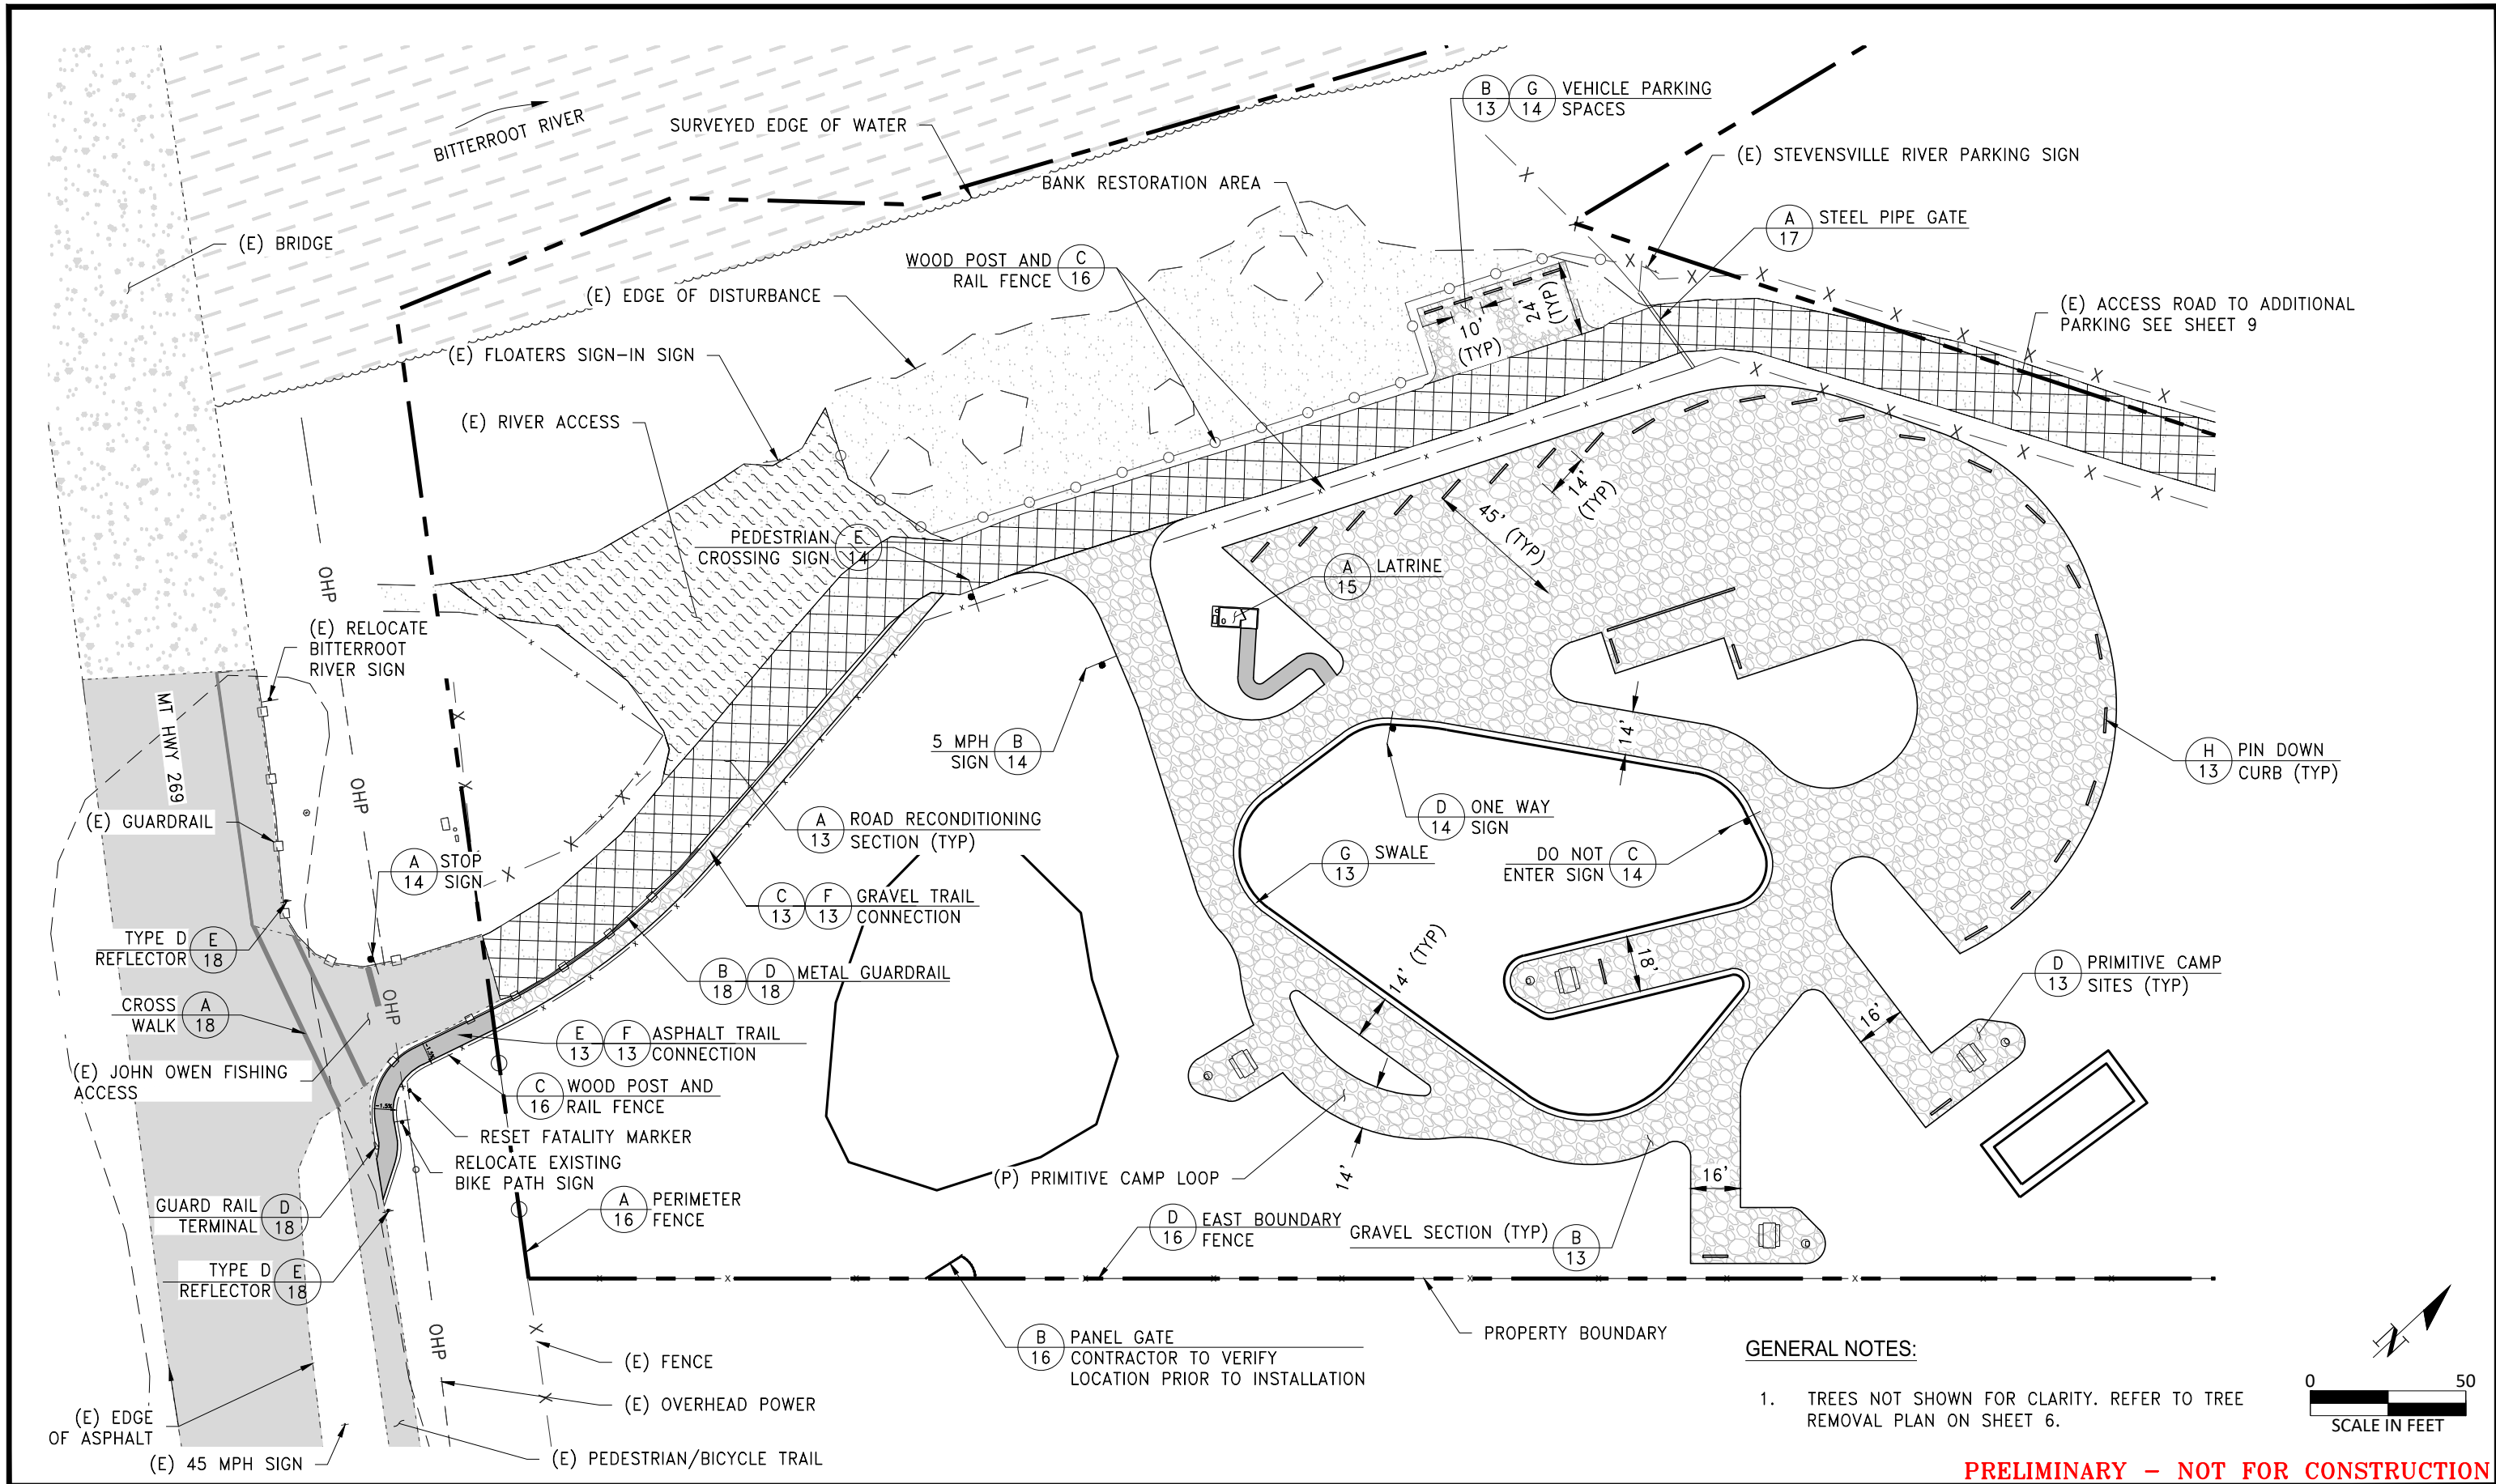 BITTERROOT RIVER
SURVEYED EDGE OF WATER
B
13
G
14
VEHICLE PARKING
SPACES
(E) STEVENSVILLE RIVER PARKING SIGN
BANK RESTORATION AREA
A
17
STEEL PIPE GATE
(E) BRIDGE
WOOD POST AND
RAIL FENCE
C
16
(E) EDGE OF DISTURBANCE
(E) ACCESS ROAD TO ADDITIONAL
PARKING SEE SHEET 9
10'
(TYP)
24'
(TYP)
(E) FLOATERS SIGN-IN SIGN
(E) RIVER ACCESS
14'
(TYP)
45' (TYP)
PEDESTRIAN
CROSSING SIGN
E
14
A
15
LATRINE
OHP
(E) RELOCATE
BITTERROOT
RIVER SIGN
MT HWY 269
OHP
5 MPH
SIGN
B
14
14'
H
13
PIN DOWN
CURB (TYP)
(E) GUARDRAIL
A
13
ROAD RECONDITIONING
SECTION (TYP)
D
14
ONE WAY
SIGN
A
14
STOP
SIGN
G
13
SWALE
DO NOT
ENTER SIGN
C
14
C
13
F
13
GRAVEL TRAIL
CONNECTION
TYPE D
REFLECTOR
E
18
14' (TYP)
18'
B
18
D
18
METAL GUARDRAIL
D
13
PRIMITIVE CAMP
SITES (TYP)
CROSS
WALK
A
18
OHP
16'
E
13
F
13
ASPHALT TRAIL
CONNECTION
-1.5%
(E) JOHN OWEN FISHING
ACCESS
C
16
WOOD POST AND
RAIL FENCE
-1.5%
RESET FATALITY MARKER
RELOCATE EXISTING
BIKE PATH SIGN
(P) PRIMITIVE CAMP LOOP
14'
16'
GUARD RAIL
TERMINAL
D
18
A
16
PERIMETER
FENCE
D
16
EAST BOUNDARY
FENCE
GRAVEL SECTION (TYP)
B
13
TYPE D
REFLECTOR
E
18
OHP
B
16
PANEL GATE
CONTRACTOR TO VERIFY
LOCATION PRIOR TO INSTALLATION
PROPERTY BOUNDARY
(E) FENCE
(E) OVERHEAD POWER
(E) EDGE
OF ASPHALT
(E) 45 MPH SIGN
(E) PEDESTRIAN/BICYCLE TRAIL
GENERAL NOTES:
1. TREES NOT SHOWN FOR CLARITY. REFER TO TREE
REMOVAL PLAN ON SHEET 6.
N
0 50
SCALE IN FEET
PRELIMINARY - NOT FOR CONSTRUCTION